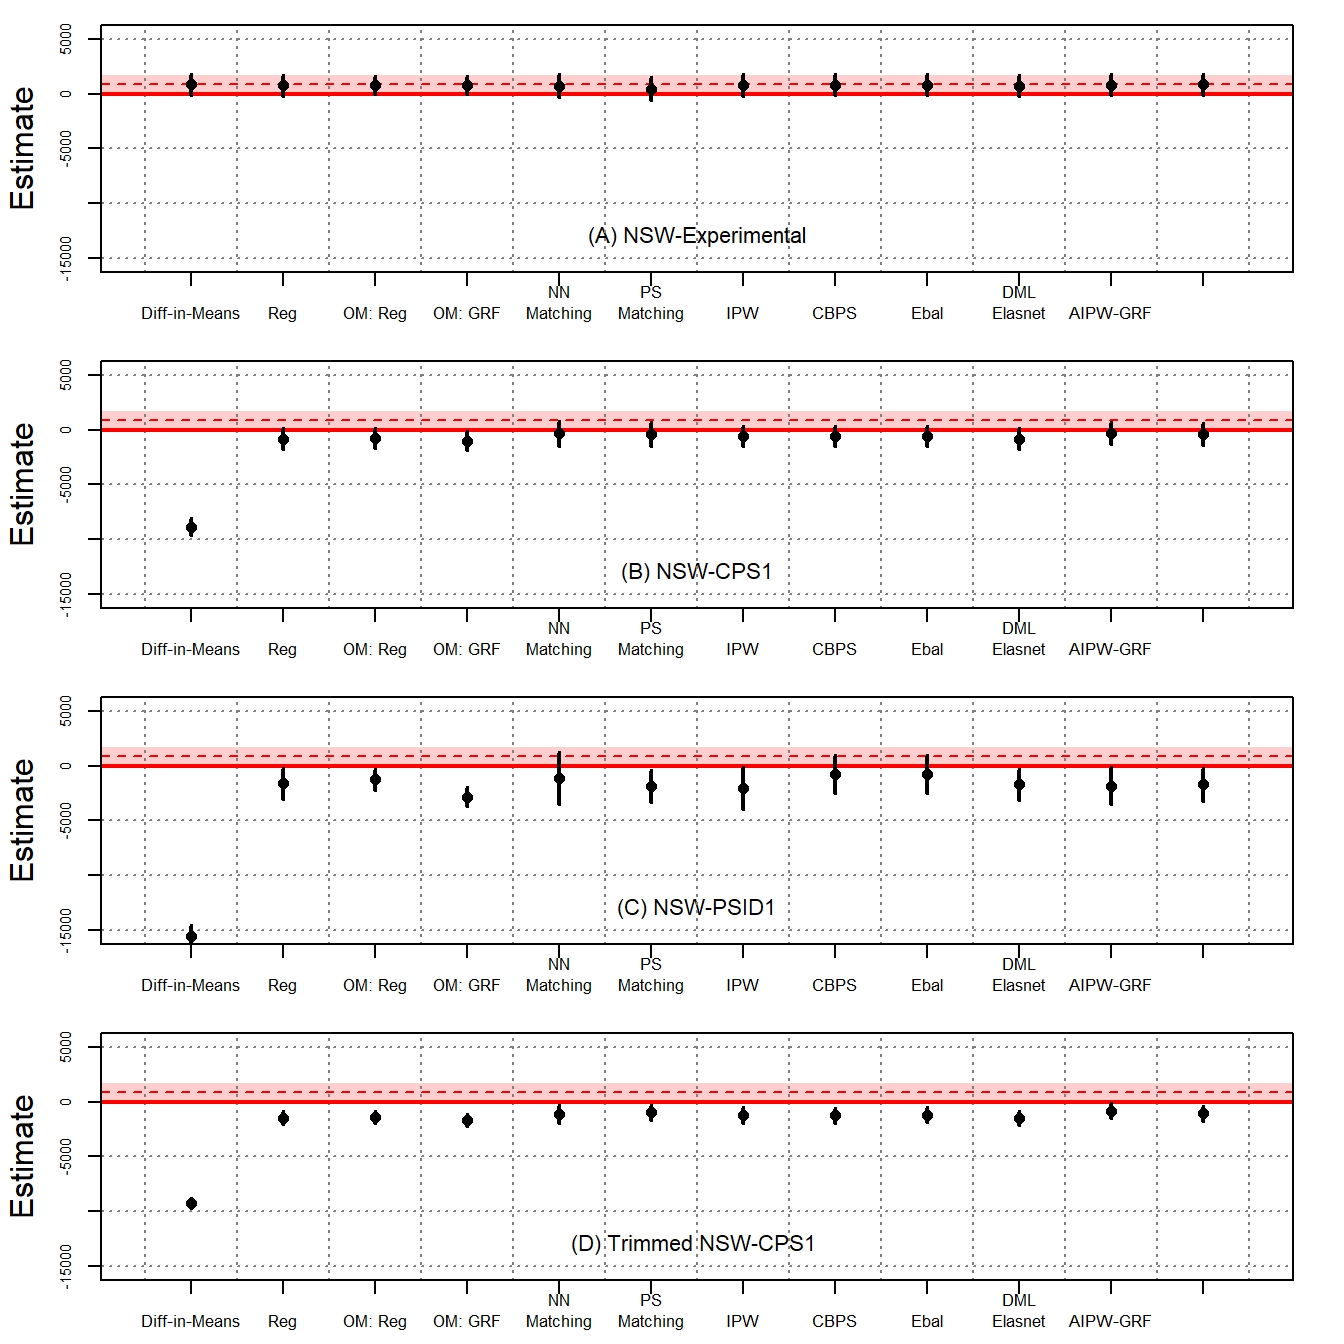 Estimate
5000
0
-5000
-15000
(A) NSW-Experimental
NN PS DML
Diff-in-Means Reg OM: Reg OM: GRF Matching Matching IPW CBPS Ebal Elasnet AIPW-GRF
Estimate
5000
0
-5000
-15000
(B) NSW-CPS1
NN PS DML
Diff-in-Means Reg OM: Reg OM: GRF Matching Matching IPW CBPS Ebal Elasnet AIPW-GRF
Estimate
5000
0
-5000
-15000
(C) NSW-PSID1
NN PS DML
Diff-in-Means Reg OM: Reg OM: GRF Matching Matching IPW CBPS Ebal Elasnet AIPW-GRF
Estimate
5000
0
-5000
-15000
(D) Trimmed NSW-CPS1
NN PS DML
Diff-in-Means Reg OM: Reg OM: GRF Matching Matching IPW CBPS Ebal Elasnet AIPW-GRF